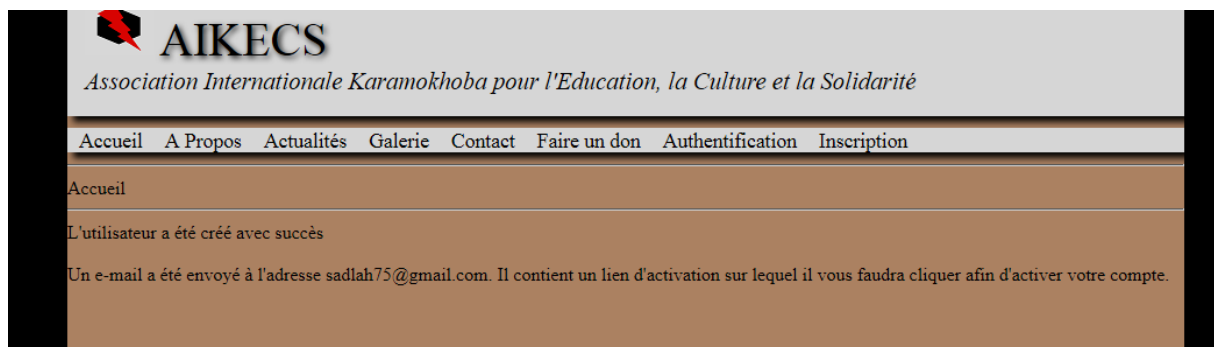 AIKECS
Association Internationale Karamokhoba pour l'Education, la Culture et la Solidarité
Accueil A Propos Actualités Galerie Contact Faire un don Authentification Inscription
Accueil
L'utilisateur a été créé avec succès
Un e-mail a été envoyé à l'adresse sadlah75@gmail.com. Il contient un lien d'activation sur lequel il vous faudra cliquer afin d'activer votre compte.